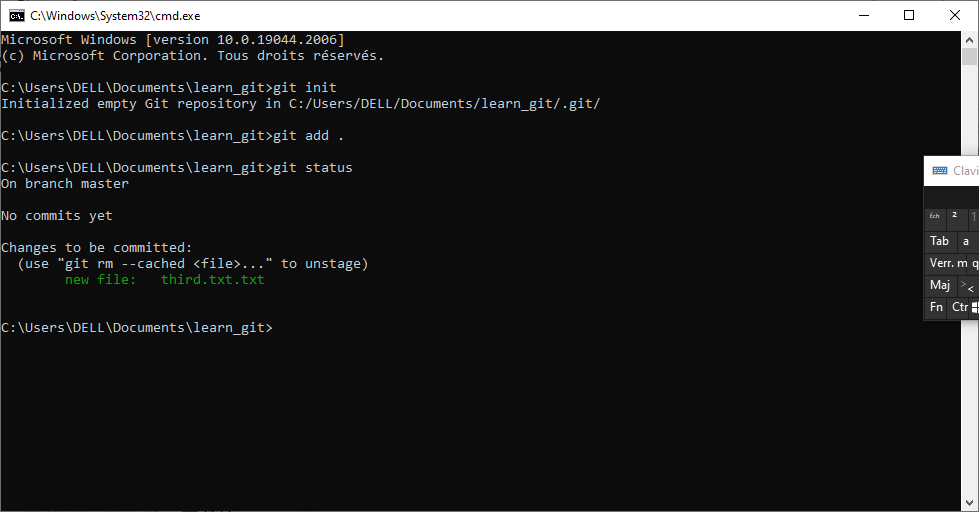 C:\Windows\System32\cmd.exe
Microsoft Windows [version 10.0.19044.2006]
(c) Microsoft Corporation. Tous droits réservés.
C:\Users\DELL\Documents\learn_git>git init
Initialized empty Git repository in C:/Users/DELL/Documents/learn_git/.git/
C:\Users\DELL\Documents\learn_git>git add .
C:\Users\DELL\Documents\learn_git>git status
On branch master
No commits yet
Changes to be committed:
  (use "git rm --cached <file>..." to unstage)
        new file:   third.txt.txt
C:\Users\DELL\Documents\learn_git>
Clavi
Éch ² 1
Tab a
Verr. m q
Maj > <
Fn Ctr